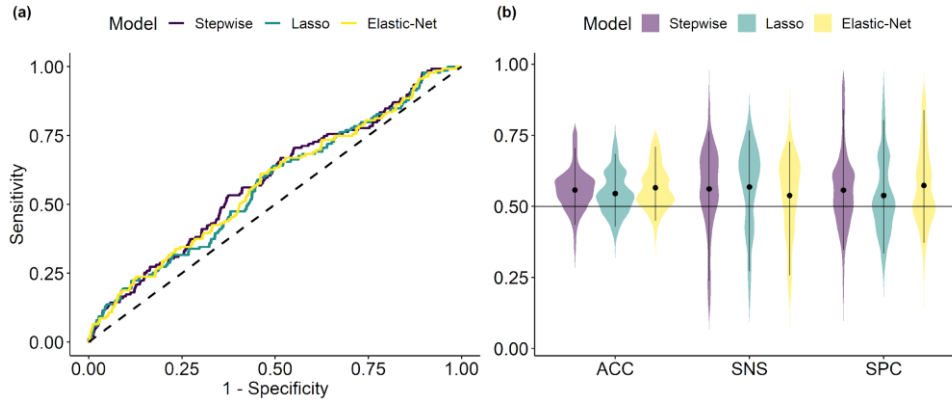 (a)
Model Stepwise Lasso Elastic-Net
1.00
0.75
0.50
0.25
0.00
Sensitivity
0.00 0.25 0.50 0.75 1.00
1 - Specificity
(b)
Model Stepwise Lasso Elastic-Net
1.00
0.75
0.50
0.25
0.00
ACC SNS SPC